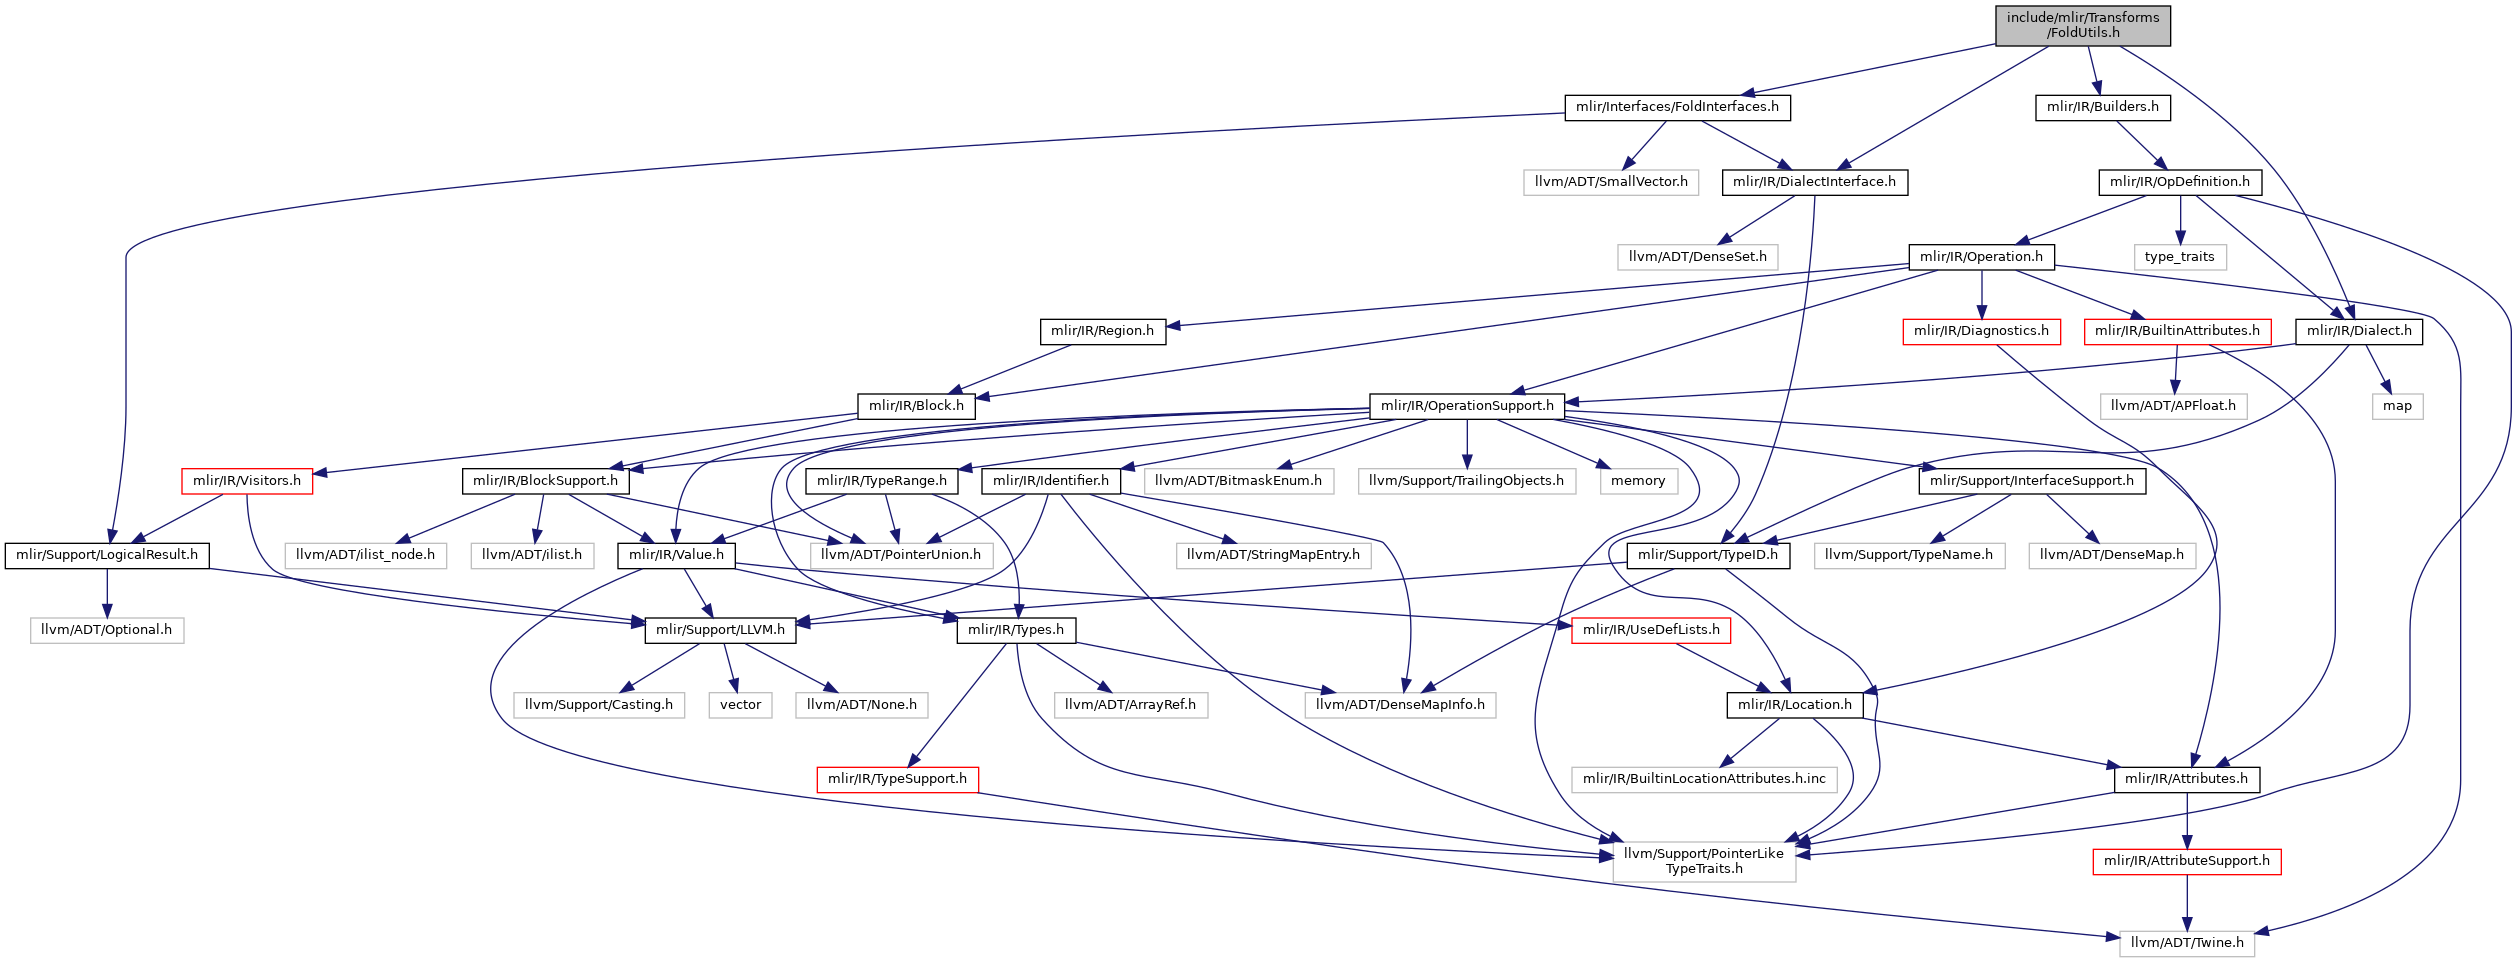 include/mlir/Transforms
/FoldUtils.h
mlir/Interfaces/FoldInterfaces.h
mlir/IR/Builders.h
llvm/ADT/SmallVector.h
mlir/IR/DialectInterface.h
mlir/IR/OpDefinition.h
llvm/ADT/DenseSet.h
mlir/IR/Operation.h
type_traits
mlir/IR/Region.h
mlir/IR/Diagnostics.h
mlir/IR/BuiltinAttributes.h
mlir/IR/Dialect.h
mlir/IR/Block.h
mlir/IR/OperationSupport.h
llvm/ADT/APFloat.h
map
mlir/IR/Visitors.h
mlir/IR/BlockSupport.h
mlir/IR/TypeRange.h
mlir/IR/Identifier.h
llvm/ADT/BitmaskEnum.h
llvm/Support/TrailingObjects.h
memory
mlir/Support/InterfaceSupport.h
mlir/Support/LogicalResult.h
llvm/ADT/ilist_node.h
llvm/ADT/ilist.h
mlir/IR/Value.h
llvm/ADT/PointerUnion.h
llvm/ADT/StringMapEntry.h
mlir/Support/TypeID.h
llvm/Support/TypeName.h
llvm/ADT/DenseMap.h
llvm/ADT/Optional.h
mlir/Support/LLVM.h
mlir/IR/Types.h
mlir/IR/UseDefLists.h
llvm/Support/Casting.h
vector
llvm/ADT/None.h
llvm/ADT/ArrayRef.h
llvm/ADT/DenseMapInfo.h
mlir/IR/Location.h
mlir/IR/TypeSupport.h
mlir/IR/BuiltinLocationAttributes.h.inc
mlir/IR/Attributes.h
llvm/Support/PointerLike
TypeTraits.h
mlir/IR/AttributeSupport.h
llvm/ADT/Twine.h